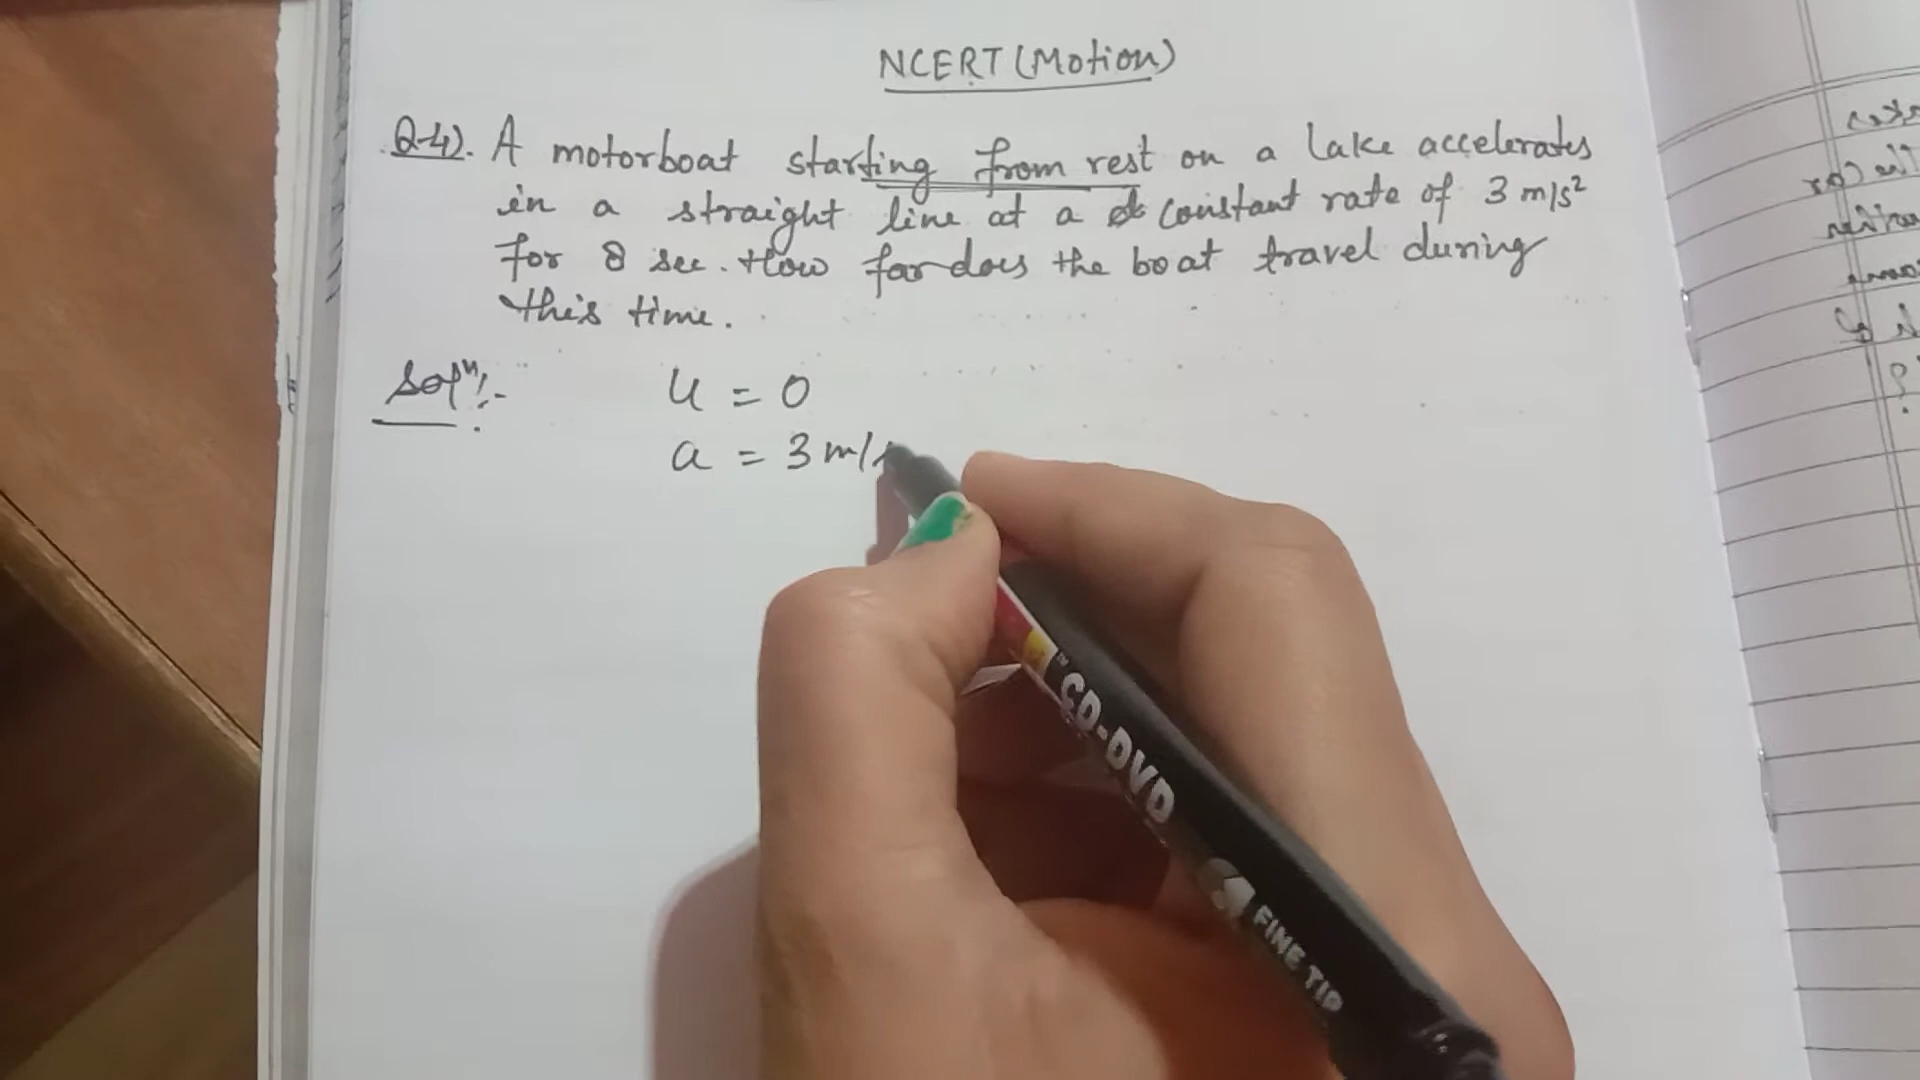 NCERT (Motion)
Q-4). A motorboat starting from rest on a lake accelerates
in a straight line at a constant rate of 3 m/s²
for 8 sec. How far does the boat travel during
this time.
Solⁿ:-
u = 0
a = 3 m/s
CD-DVD
FINE TIP